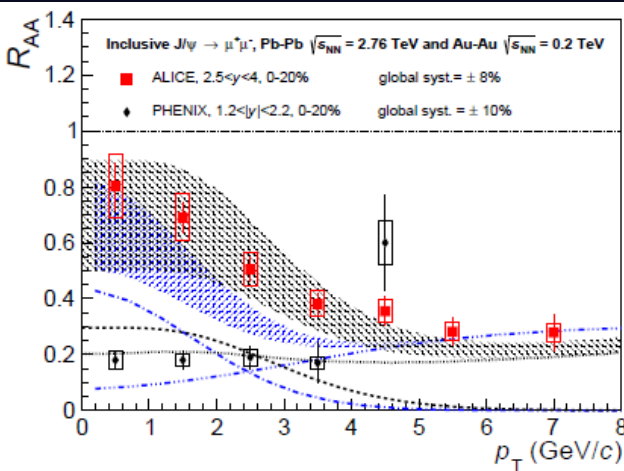 R_AA
Inclusive J/ψ → μ⁺μ⁻, Pb-Pb √s_NN = 2.76 TeV and Au-Au √s_NN = 0.2 TeV
ALICE, 2.5<y<4, 0-20% global syst.= ± 8%
PHENIX, 1.2<|y|<2.2, 0-20% global syst. = ± 10%
1.4
1.2
1
0.8
0.6
0.4
0.2
0
0 1 2 3 4 5 6 7 8
p_T (GeV/c)